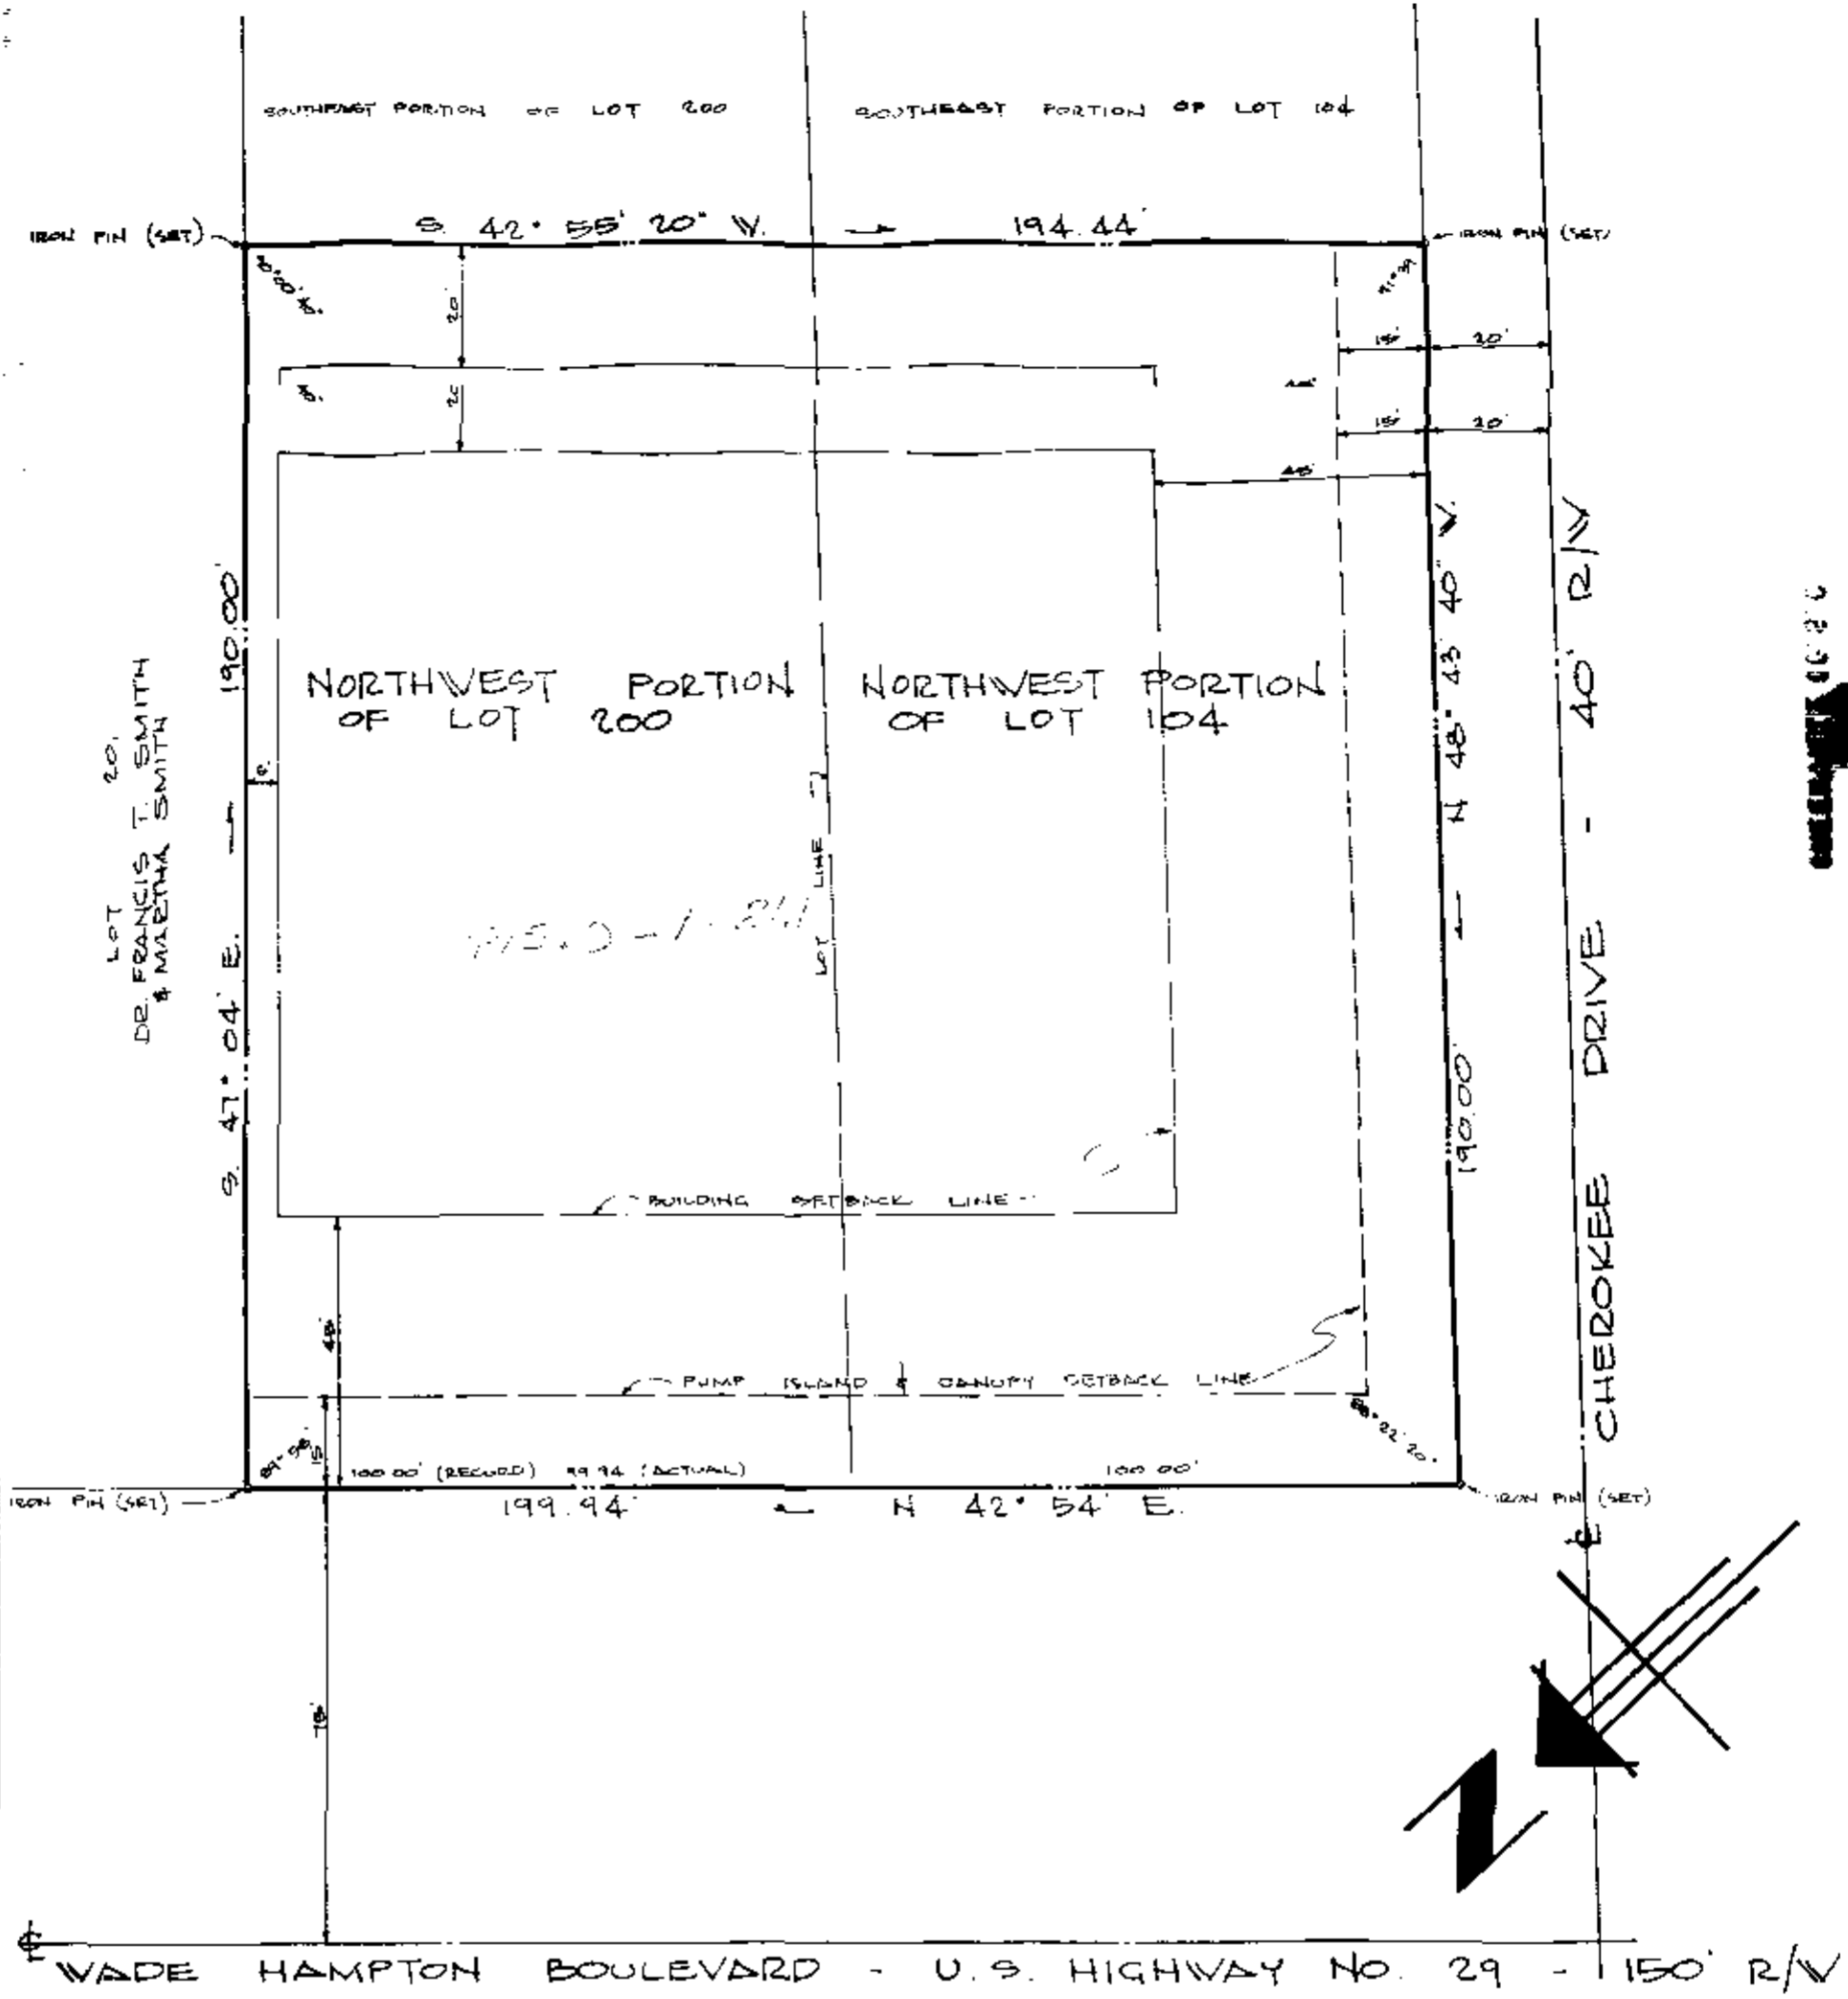 SOUTHEAST PORTION OF LOT 200
SOUTHEAST PORTION OF LOT 104
IRON PIN (SET)
S. 42° 55' 20" W. 194.44'
IRON PIN (SET)
20'
15' 20'
20'
15' 20'
45'
190.00'
S. 47° 04' E.
LOT 20
DR. FRANCIS T. SMITH
& MARTHA SMITH
NORTHWEST PORTION
OF LOT 200
NORTHWEST PORTION
OF LOT 104
LOT LINE
N 48° 43' 40" W.
190.00'
CHEROKEE DRIVE - 40' R/W
BUILDING SETBACK LINE
PUMP ISLAND & CANOPY SETBACK LINE
88° 22' 20"
100.00' (RECORD) 99.94 (ACTUAL)
100.00'
IRON PIN (SET)
199.94' N 42° 54' E.
IRON PIN (SET)
N
WADE HAMPTON BOULEVARD - U.S. HIGHWAY NO. 29 - 150' R/W